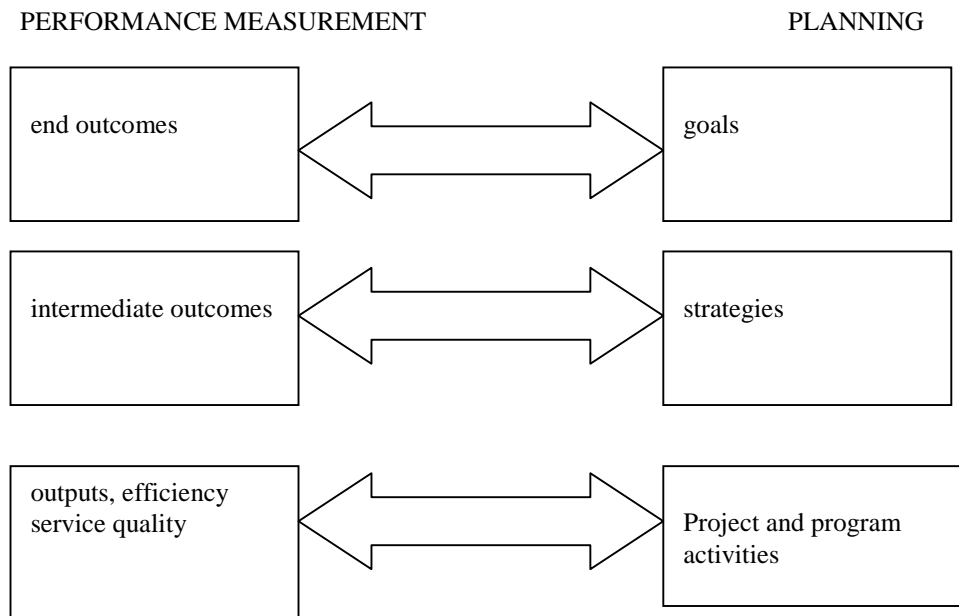 PERFORMANCE MEASUREMENT PLANNING
end outcomes
goals
intermediate outcomes
strategies
outputs, efficiency
service quality
Project and program
activities